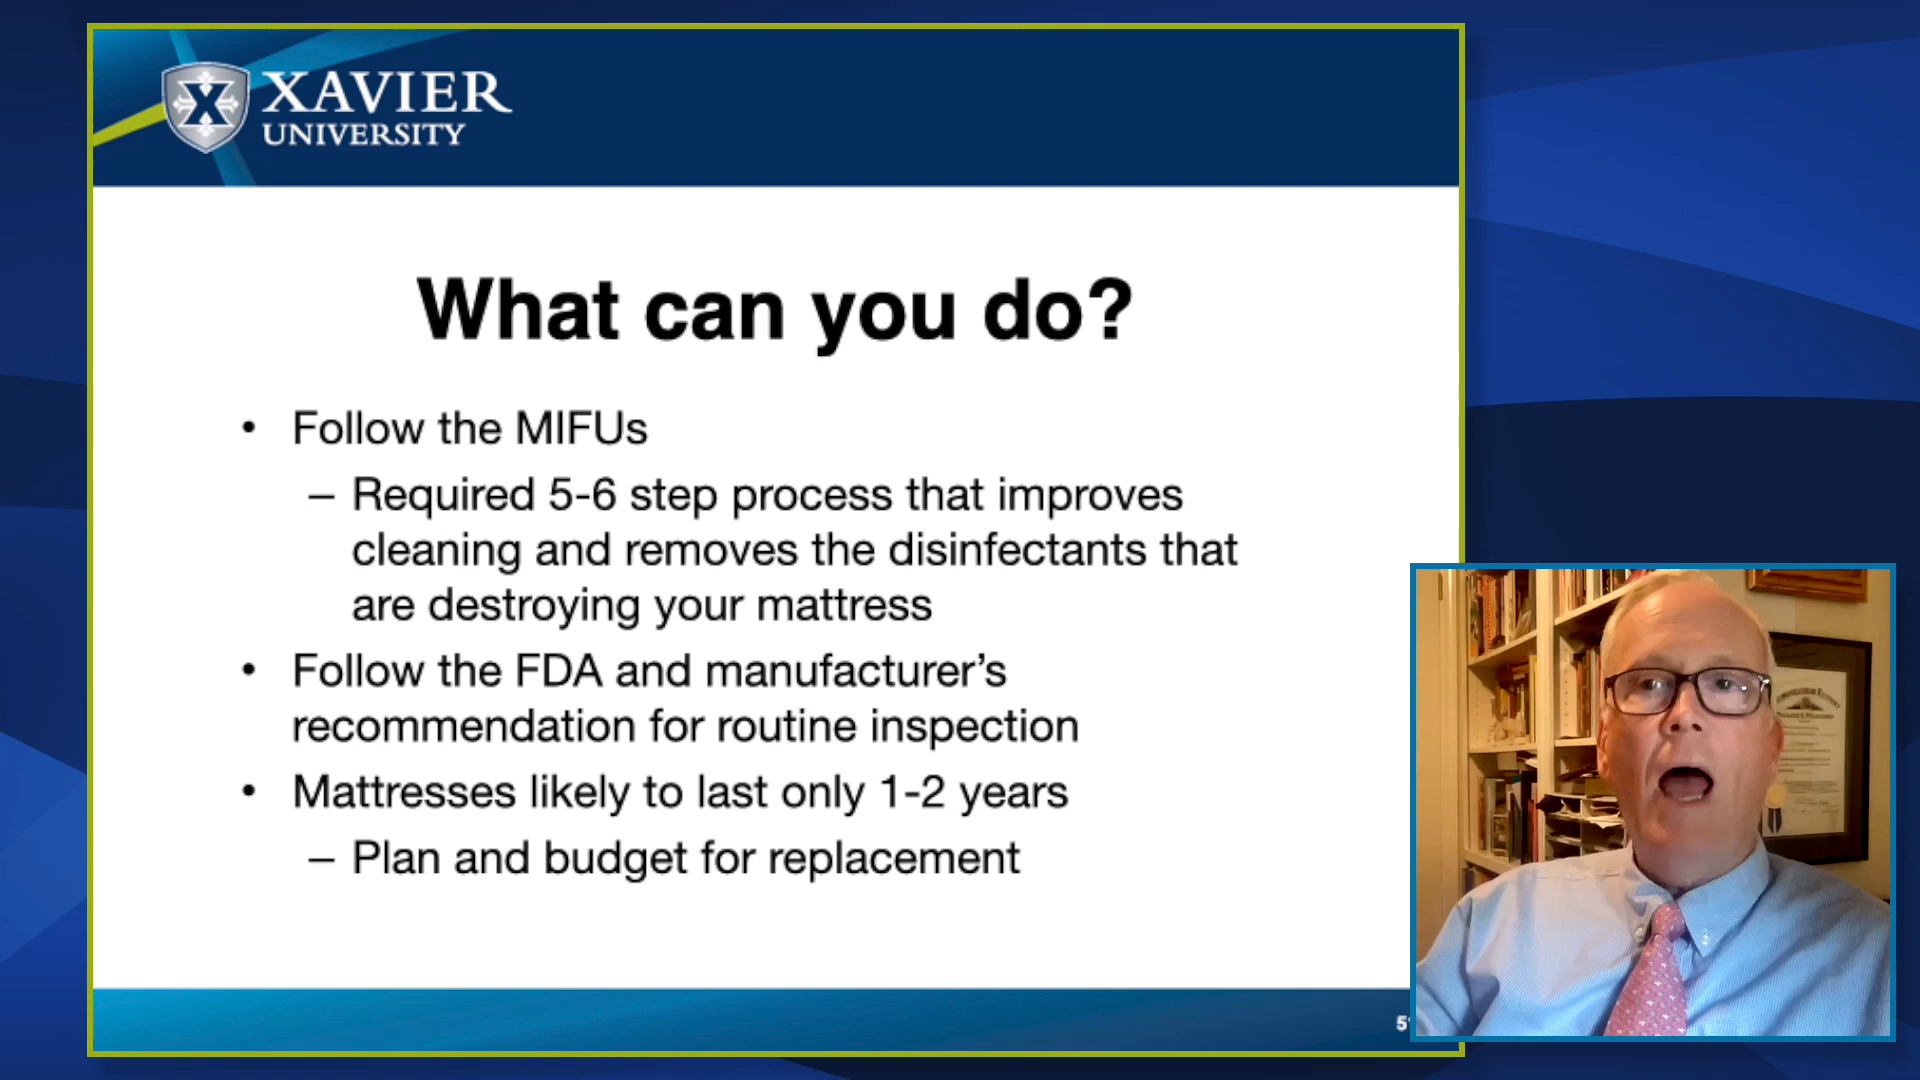 XAVIER
UNIVERSITY
What can you do?
• Follow the MIFUs
– Required 5-6 step process that improves
cleaning and removes the disinfectants that
are destroying your mattress
• Follow the FDA and manufacturer’s
recommendation for routine inspection
• Mattresses likely to last only 1-2 years
– Plan and budget for replacement